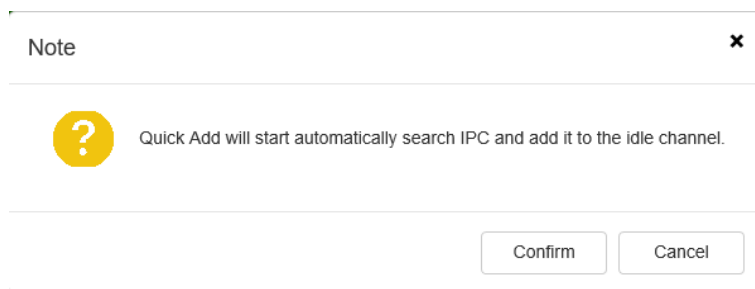 Note
Quick Add will start automatically search IPC and add it to the idle channel.
Confirm Cancel